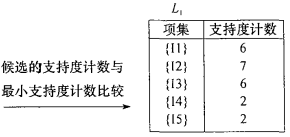 L₁
项集 支持度计数
{I1} 6
{I2} 7
{I3} 6
{I4} 2
{I5} 2
候选的支持度计数与
最小支持度计数比较